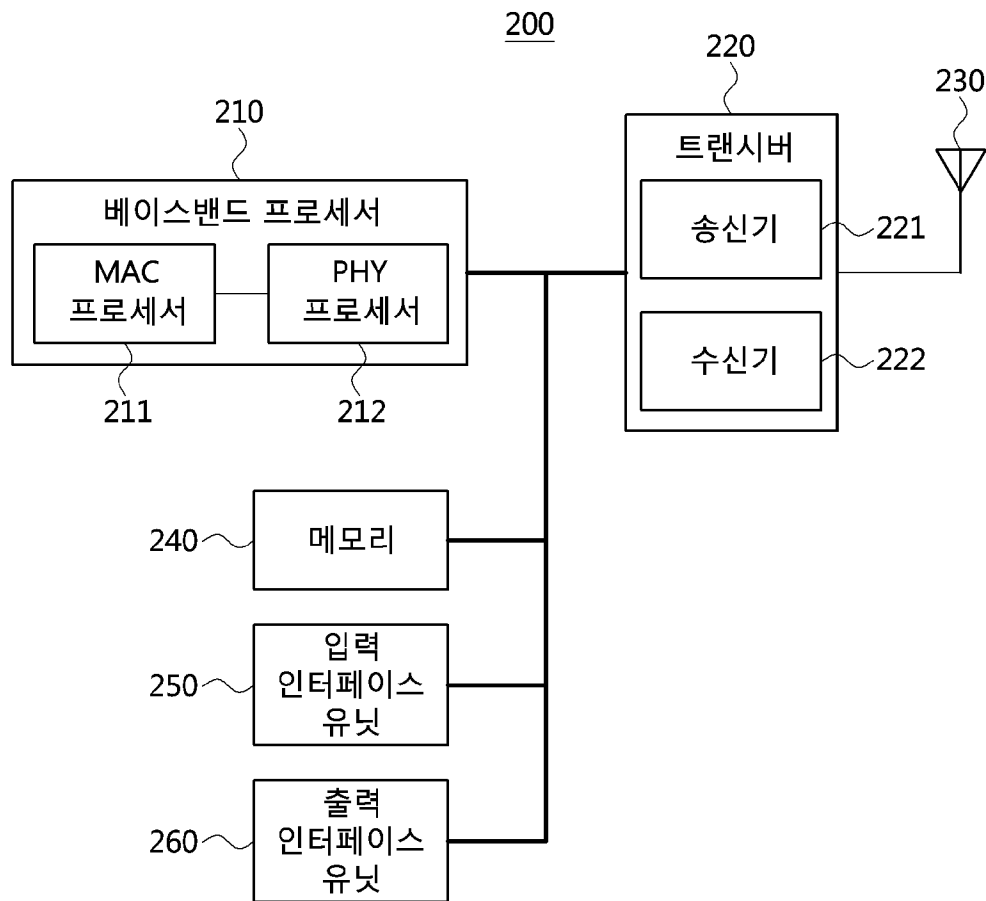 200
210
베이스밴드 프로세서
MAC
프로세서
PHY
프로세서
211
212
220
트랜시버
송신기
221
수신기
222
230
240
메모리
250
입력
인터페이스
유닛
260
출력
인터페이스
유닛